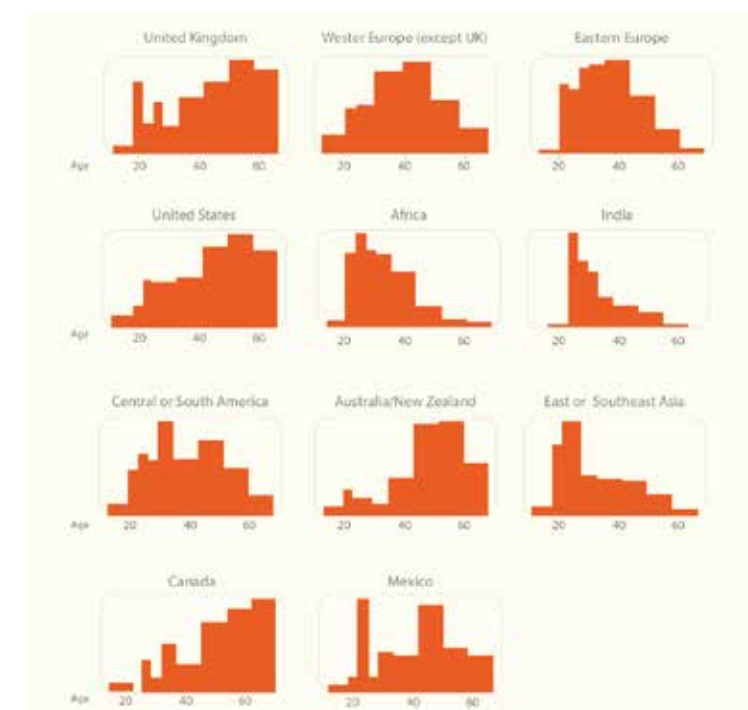 United Kingdom
Wester Europe (except UK)
Eastern Europe
Age 20 40 60
20 40 60
20 40 60
United States
Africa
India
Age 20 40 60
20 40 60
20 40 60
Central or South America
Australia/New Zealand
East or Southeast Asia
Age 20 40 60
20 40 60
20 40 60
Canada
Mexico
Age 20 40 60
20 40 60